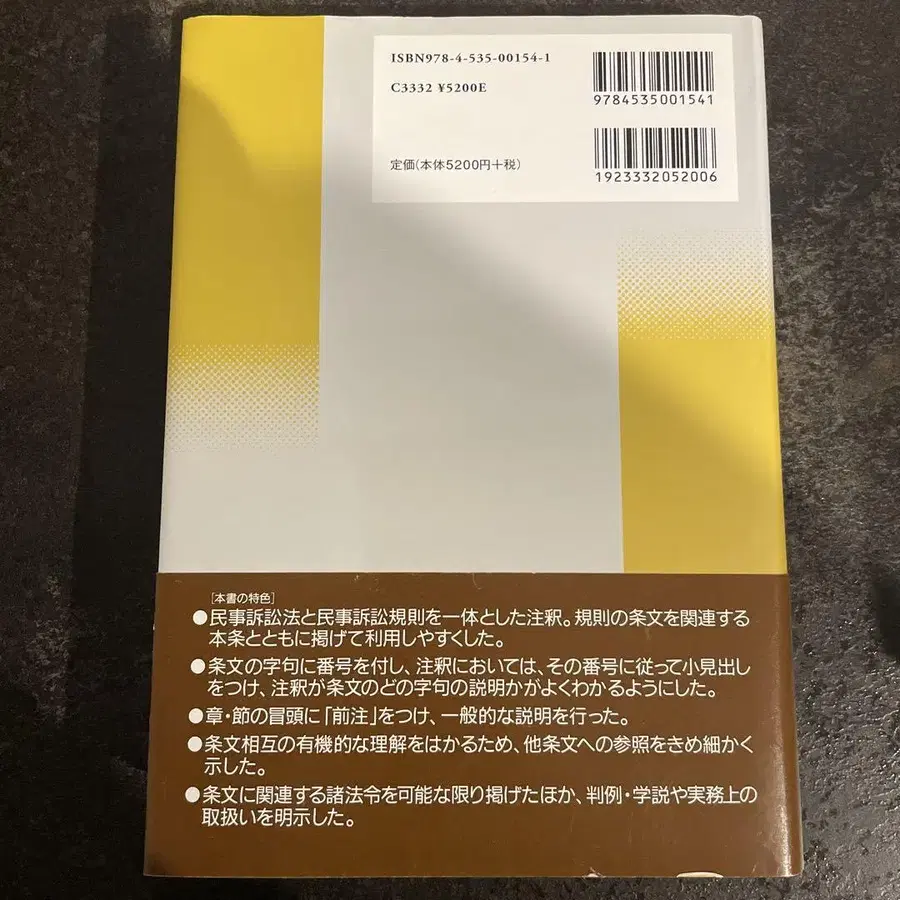 ISBN978-4-535-00154-1
C3332 ¥5200E
定価(本体5200円+税)
9784535001541
1923332052006
[本書の特色]
●民事訴訟法と民事訴訟規則を一体とした注釈。規則の条文を関連する
本条とともに掲げて利用しやすくした。
●条文の字句に番号を付し、注釈においては、その番号に従って小見出し
をつけ、注釈が条文のどの字句の説明かがよくわかるようにした。
●章・節の冒頭に「前注」をつけ、一般的な説明を行った。
●条文相互の有機的な理解をはかるため、他条文への参照をきめ細かく
示した。
●条文に関連する諸法令を可能な限り掲げたほか、判例・学説や実務上の
取扱いを明示した。